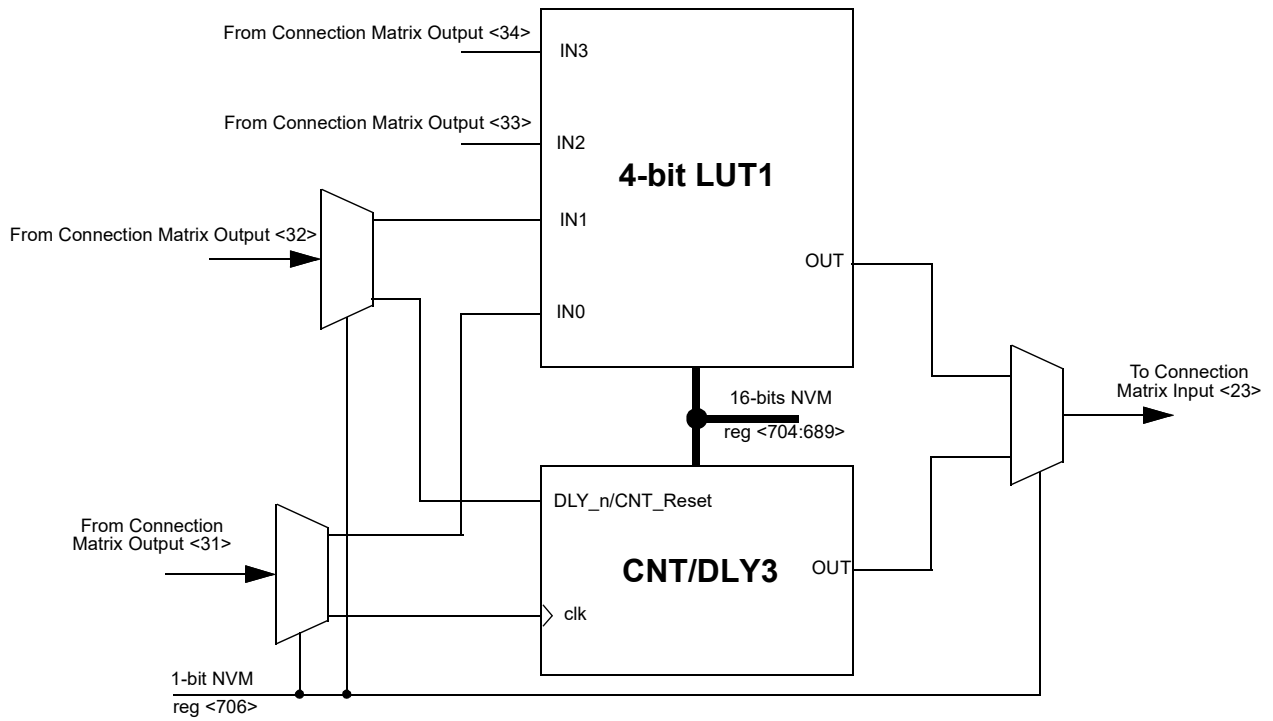 From Connection Matrix Output <34>
IN3
From Connection Matrix Output <33>
IN2
4-bit LUT1
IN1
From Connection Matrix Output <32>
OUT
IN0
To Connection
Matrix Input <23>
16-bits NVM
reg <704:689>
DLY_n/CNT_Reset
From Connection
Matrix Output <31>
CNT/DLY3
OUT
clk
1-bit NVM
reg <706>